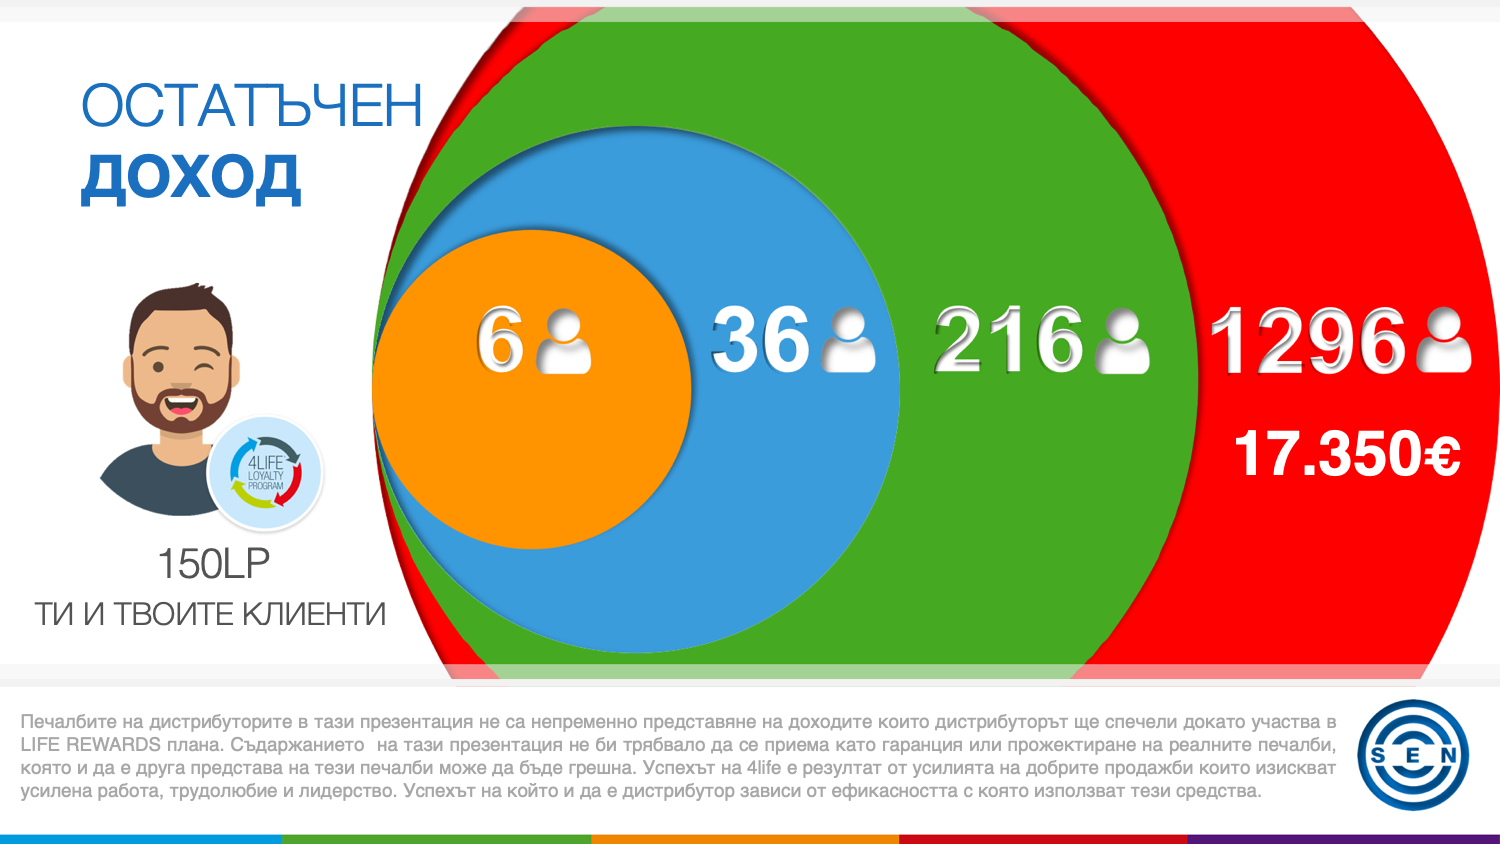 ОСТАТЪЧЕН
ДОХОД
6
36
216
1296
17.350€
4LIFE
LOYALTY
PROGRAM
150LP
ТИ И ТВОИТЕ КЛИЕНТИ
Печалбите на дистрибуторите в тази презентация не са непременно представяне на доходите които дистрибуторът ще спечели докато участва в
LIFE REWARDS плана. Съдаржанието на тази презентация не би трябвало да се приема като гаранция или прожектиране на реалните печалби,
която и да е друга представа на тези печалби може да бъде грешна. Успехът на 4life е резултат от усилията на добрите продажби които изискват
усилена работа, трудолюбие и лидерство. Успехът на който и да е дистрибутор зависи от ефикасността с която използват тези средства.
SEN